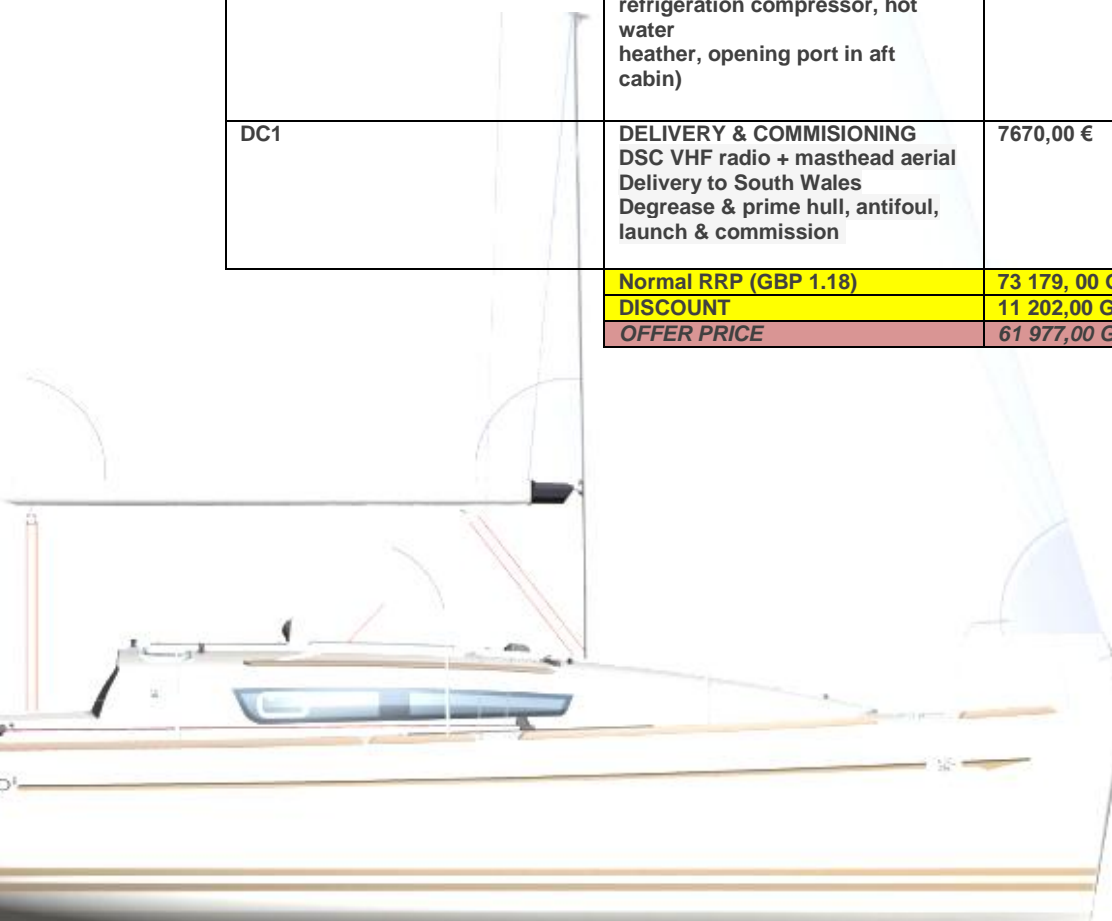 refrigeration compressor, hot
water
heather, opening port in aft
cabin)
DC1
DELIVERY & COMMISIONING
7670,00 €
DSC VHF radio + masthead aerial
Delivery to South Wales
Degrease & prime hull, antifoul,
launch & commission
Normal RRP (GBP 1.18)
73 179, 00 G
DISCOUNT
11 202,00 G
OFFER PRICE
61 977,00 G